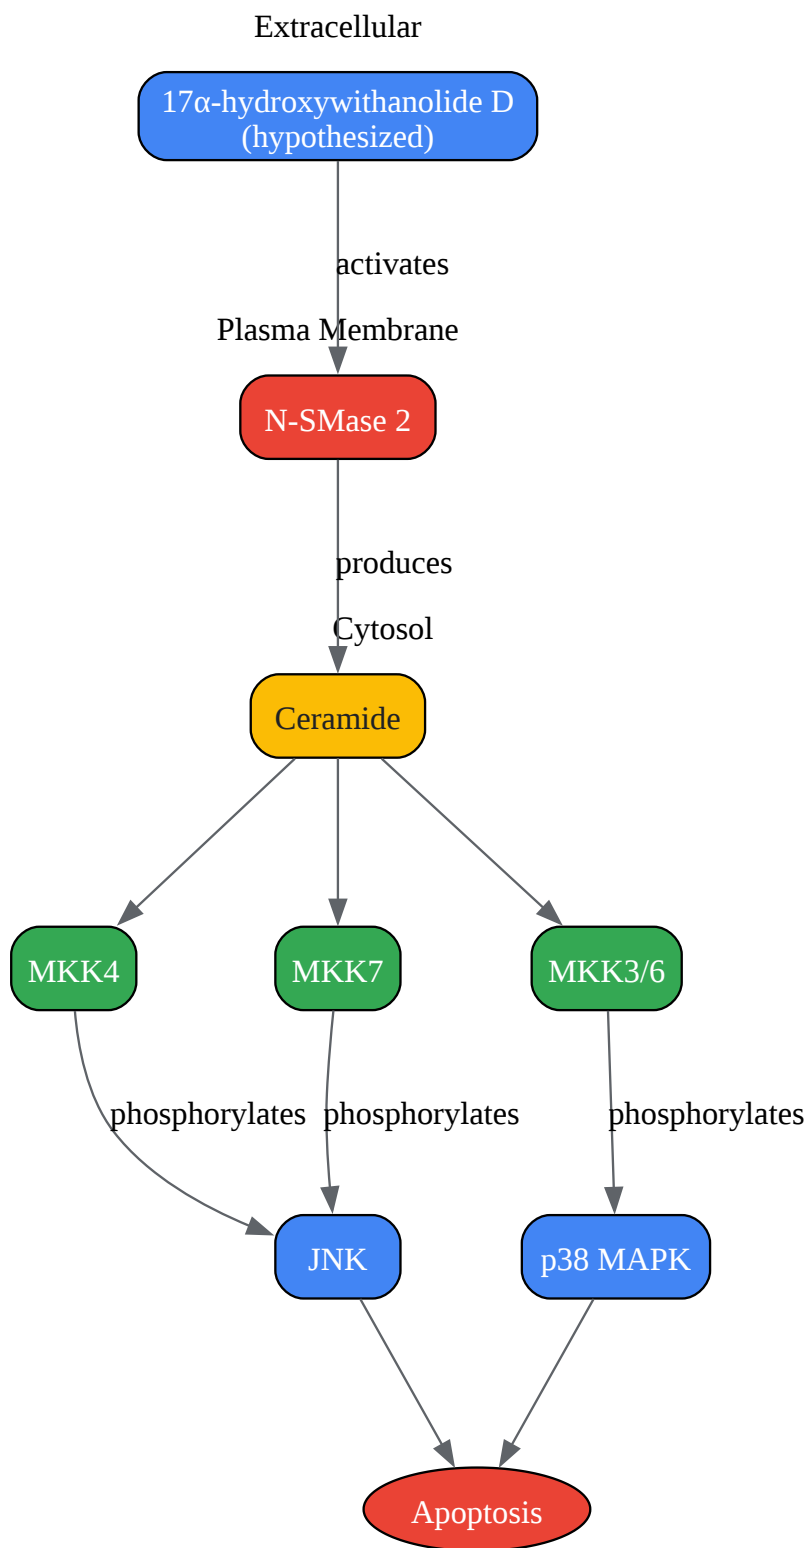 Extracellular
17α-hydroxywithanolide D
(hypothesized)
activates
Plasma Membrane
N-SMase 2
produces
Cytosol
Ceramide
MKK4
MKK7
MKK3/6
phosphorylates
phosphorylates
phosphorylates
JNK
p38 MAPK
Apoptosis